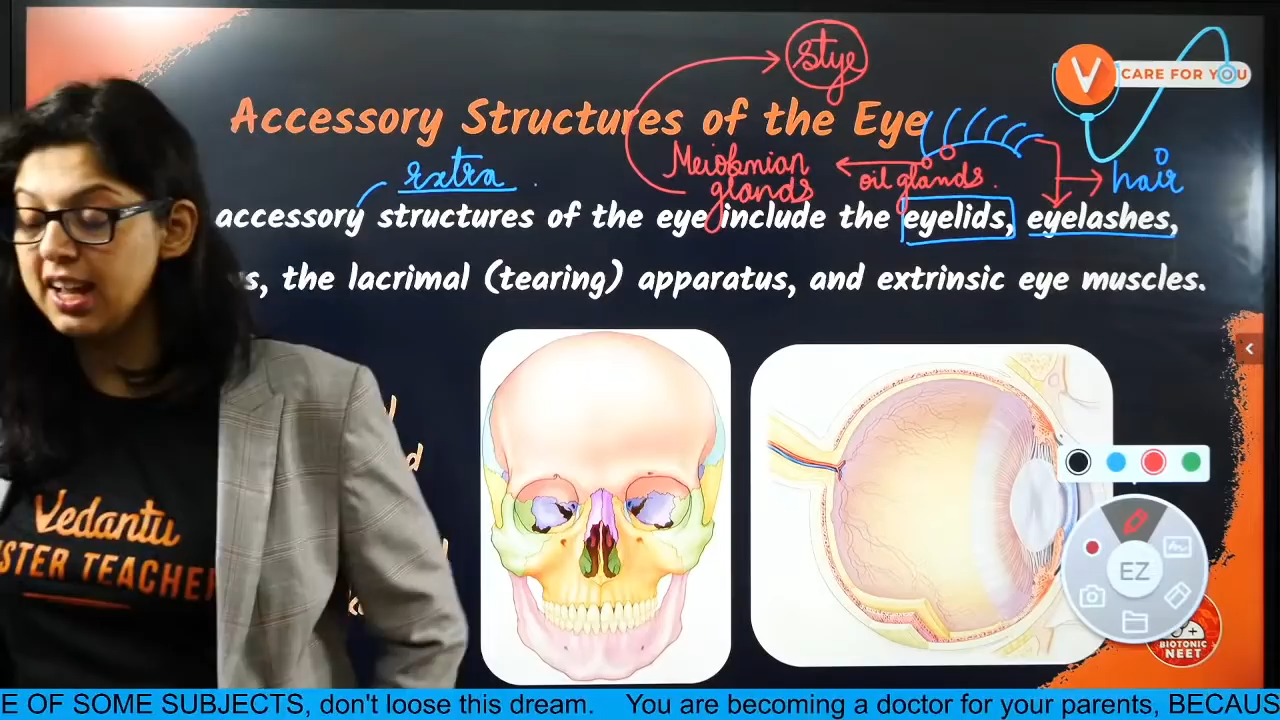 stye
CARE FOR YOU
Accessory Structures of the Eye
Meiobmian
glands
oil glands.
hair
extra
accessory structures of the eye include the eyelids, eyelashes,
the lacrimal (tearing) apparatus, and extrinsic eye muscles.
Vedantu
STER TEACHER
EZ
BIOTONIC
NEET
E OF SOME SUBJECTS, don't loose this dream. You are becoming a doctor for your parents, BECAUS